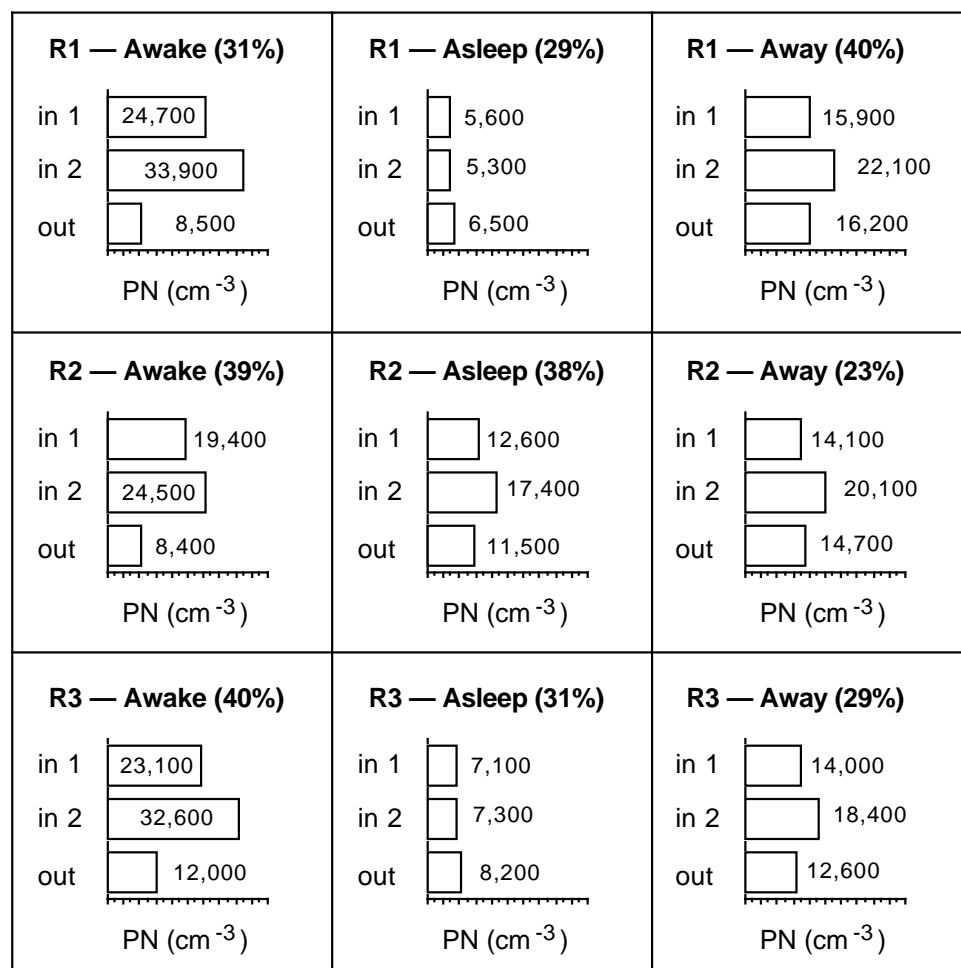 R1 — Awake (31%)
in 1 24,700
in 2 33,900
out 8,500
PN (cm -3 )
R1 — Asleep (29%)
in 1 5,600
in 2 5,300
out 6,500
PN (cm -3 )
R1 — Away (40%)
in 1 15,900
in 2 22,100
out 16,200
PN (cm -3 )
R2 — Awake (39%)
in 1 19,400
in 2 24,500
out 8,400
PN (cm -3 )
R2 — Asleep (38%)
in 1 12,600
in 2 17,400
out 11,500
PN (cm -3 )
R2 — Away (23%)
in 1 14,100
in 2 20,100
out 14,700
PN (cm -3 )
R3 — Awake (40%)
in 1 23,100
in 2 32,600
out 12,000
PN (cm -3 )
R3 — Asleep (31%)
in 1 7,100
in 2 7,300
out 8,200
PN (cm -3 )
R3 — Away (29%)
in 1 14,000
in 2 18,400
out 12,600
PN (cm -3 )